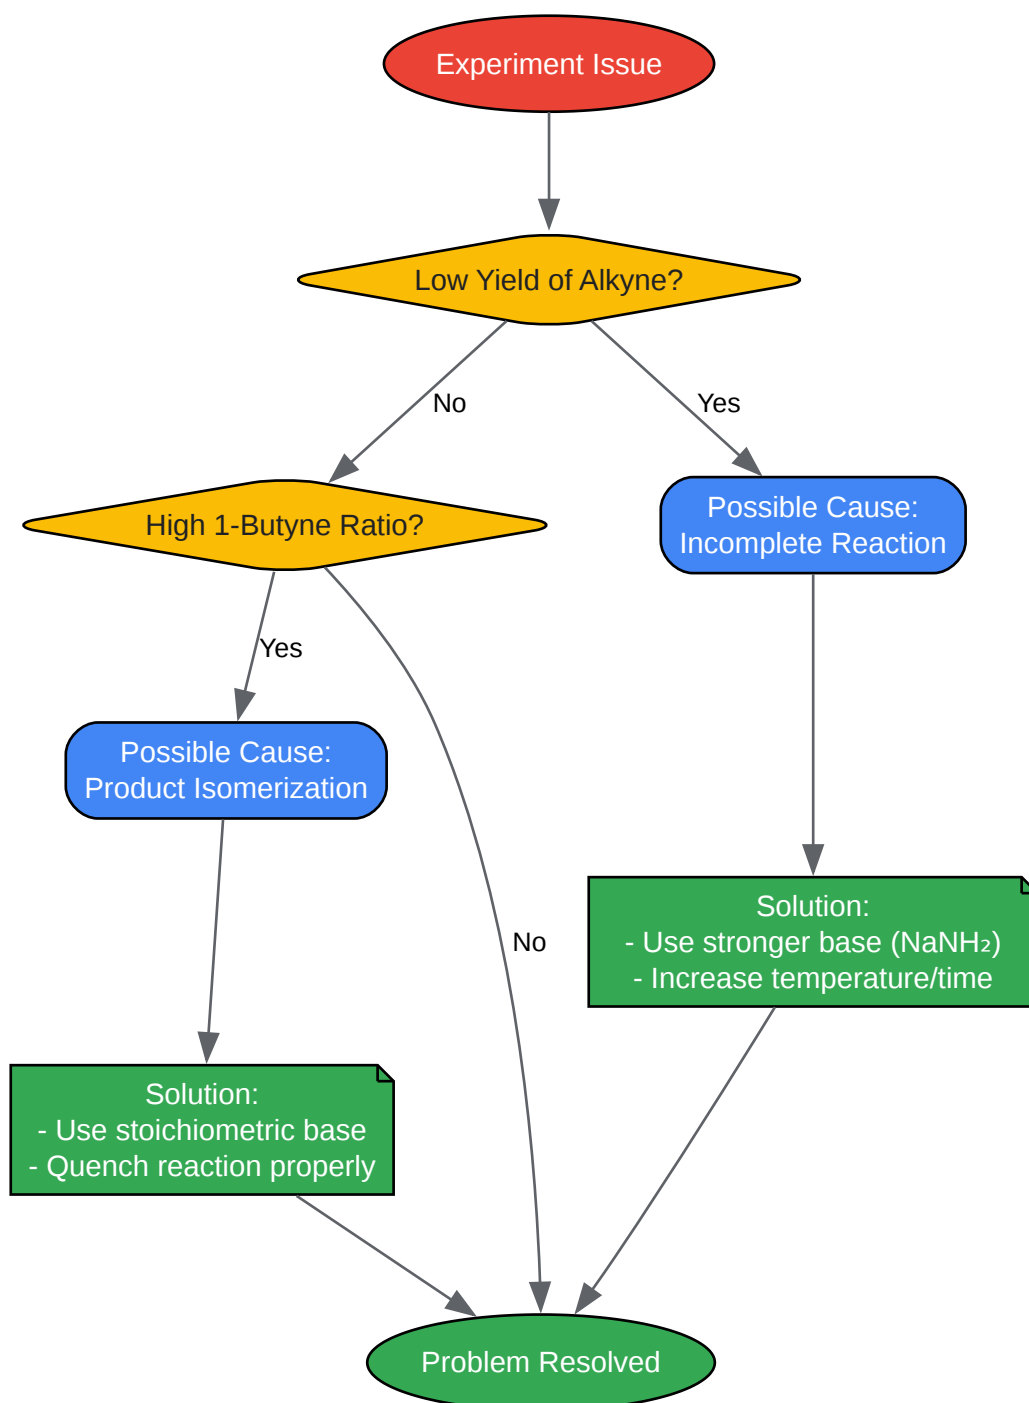 Experiment Issue
Low Yield of Alkyne?
No
Yes
High 1-Butyne Ratio?
Possible Cause:
Incomplete Reaction
Yes
Possible Cause:
Product Isomerization
No
Solution:
- Use stronger base (NaNH₂)
- Increase temperature/time
Solution:
- Use stoichiometric base
- Quench reaction properly
Problem Resolved